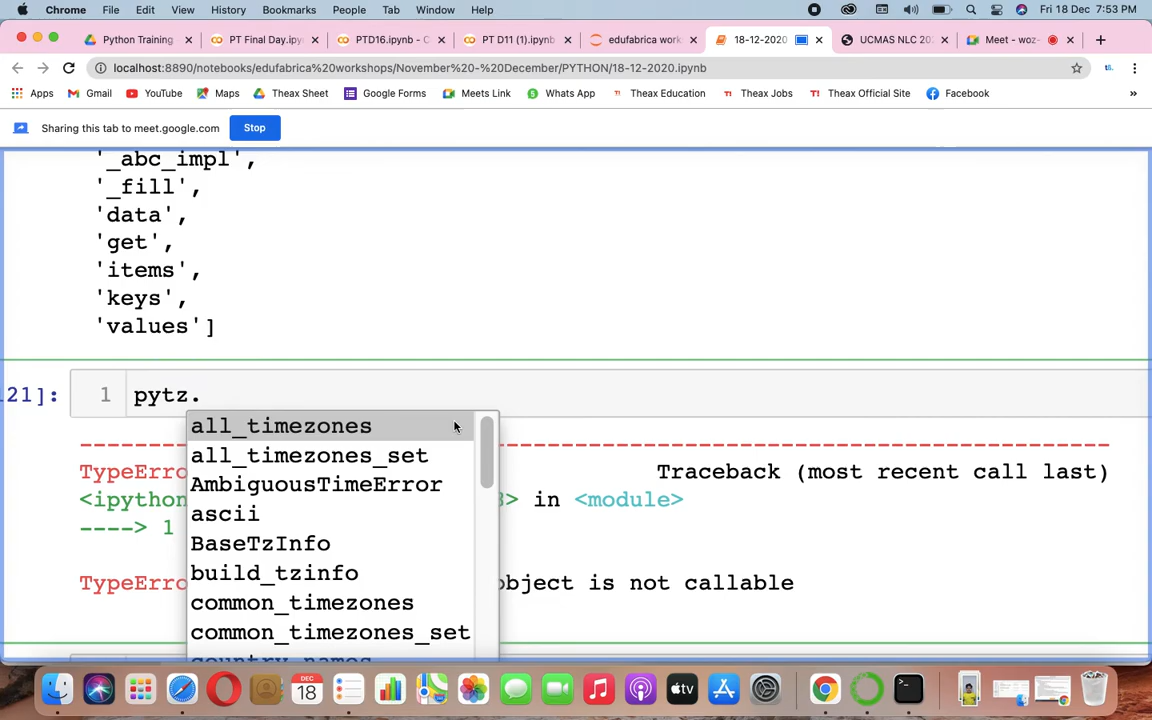 Chrome File Edit View History Bookmarks People Tab Window Help Fri 18 Dec 7:53 PM
Python Training PT Final Day.ipy PTD16.ipynb - C PT D11 (1).ipynb edufabrica work 18-12-2020 UCMAS NLC 20 Meet - woz-
localhost:8890/notebooks/edufabrica%20workshops/November%20-%20December/PYTHON/18-12-2020.ipynb
Apps Gmail YouTube Maps Theax Sheet Google Forms Meets Link Whats App Theax Education Theax Jobs Theax Official Site Facebook »
Sharing this tab to meet.google.com Stop
'_abc_impl',
'_fill',
'data',
'get',
'items',
'keys',
'values']
21]: 1 pytz.
all_timezones
all_timezones_set
TypeErro Traceback (most recent call last)
AmbiguousTimeError
<ipython in <module>
ascii
----> 1
BaseTzInfo
build_tzinfo
TypeErro object is not callable
common_timezones
common_timezones_set
country_names
DEC
18
tv